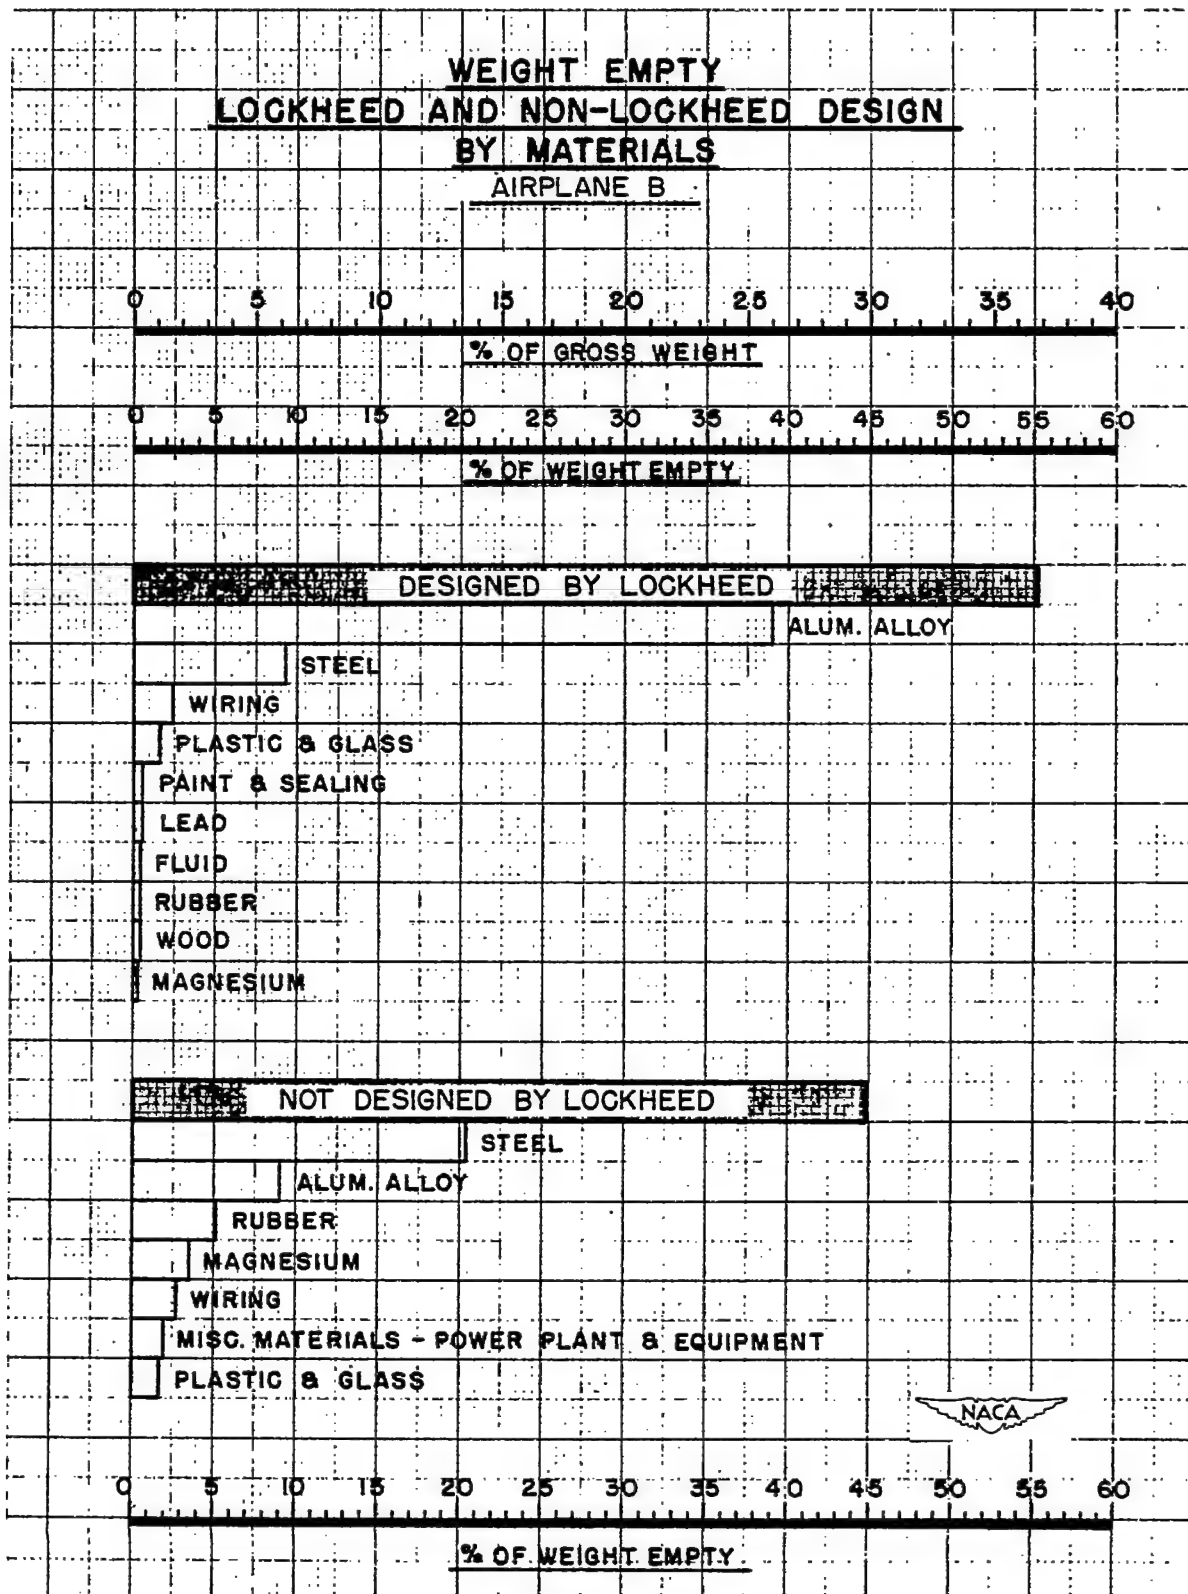 WEIGHT EMPTY
LOCKHEED AND NON-LOCKHEED DESIGN
BY MATERIALS
AIRPLANE B
0 5 10 15 20 25 30 35 40
% OF GROSS WEIGHT
0 5 10 15 20 25 30 35 40 45 50 55 60
% OF WEIGHT EMPTY
DESIGNED BY LOCKHEED
ALUM. ALLOY
STEEL
WIRING
PLASTIC & GLASS
PAINT & SEALING
LEAD
FLUID
RUBBER
WOOD
MAGNESIUM
NOT DESIGNED BY LOCKHEED
STEEL
ALUM. ALLOY
RUBBER
MAGNESIUM
WIRING
MISC. MATERIALS - POWER PLANT & EQUIPMENT
PLASTIC & GLASS
NACA
0 5 10 15 20 25 30 35 40 45 50 55 60
% OF WEIGHT EMPTY